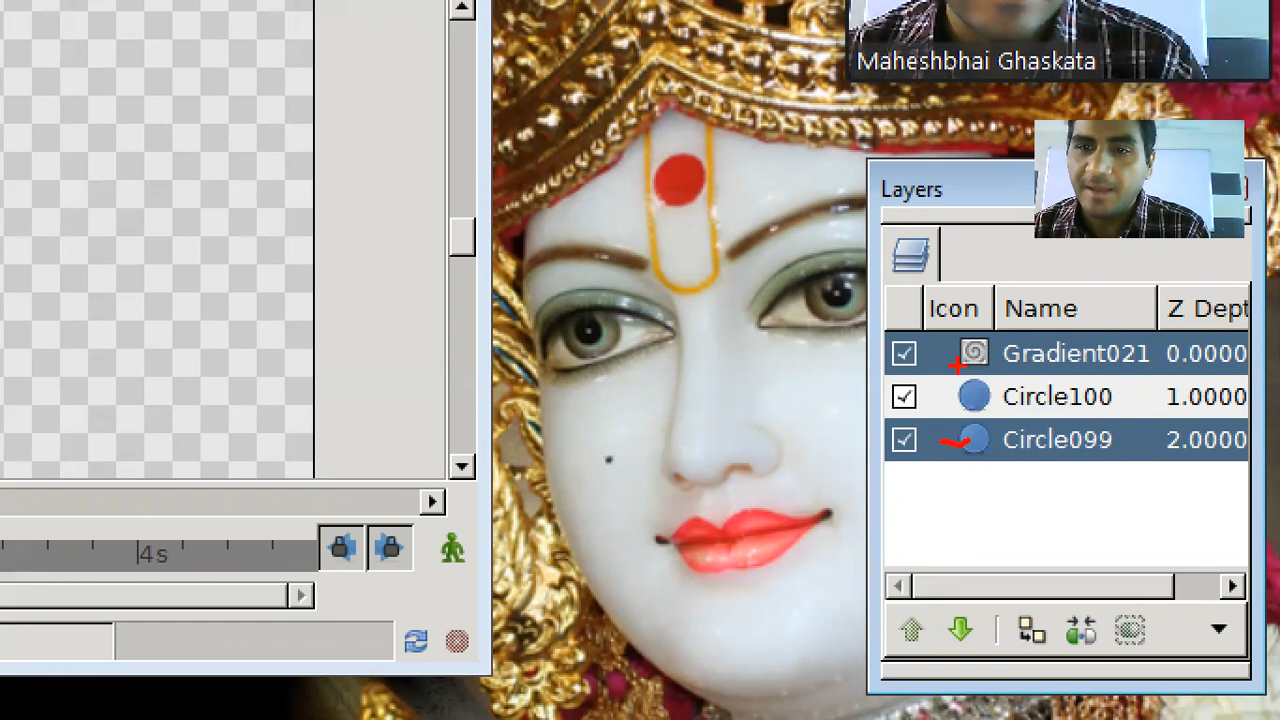 Maheshbhai Ghaskata
Layers
Icon Name Z Dept
Gradient021 0.0000
Circle100 1.0000
Circle099 2.0000
4s